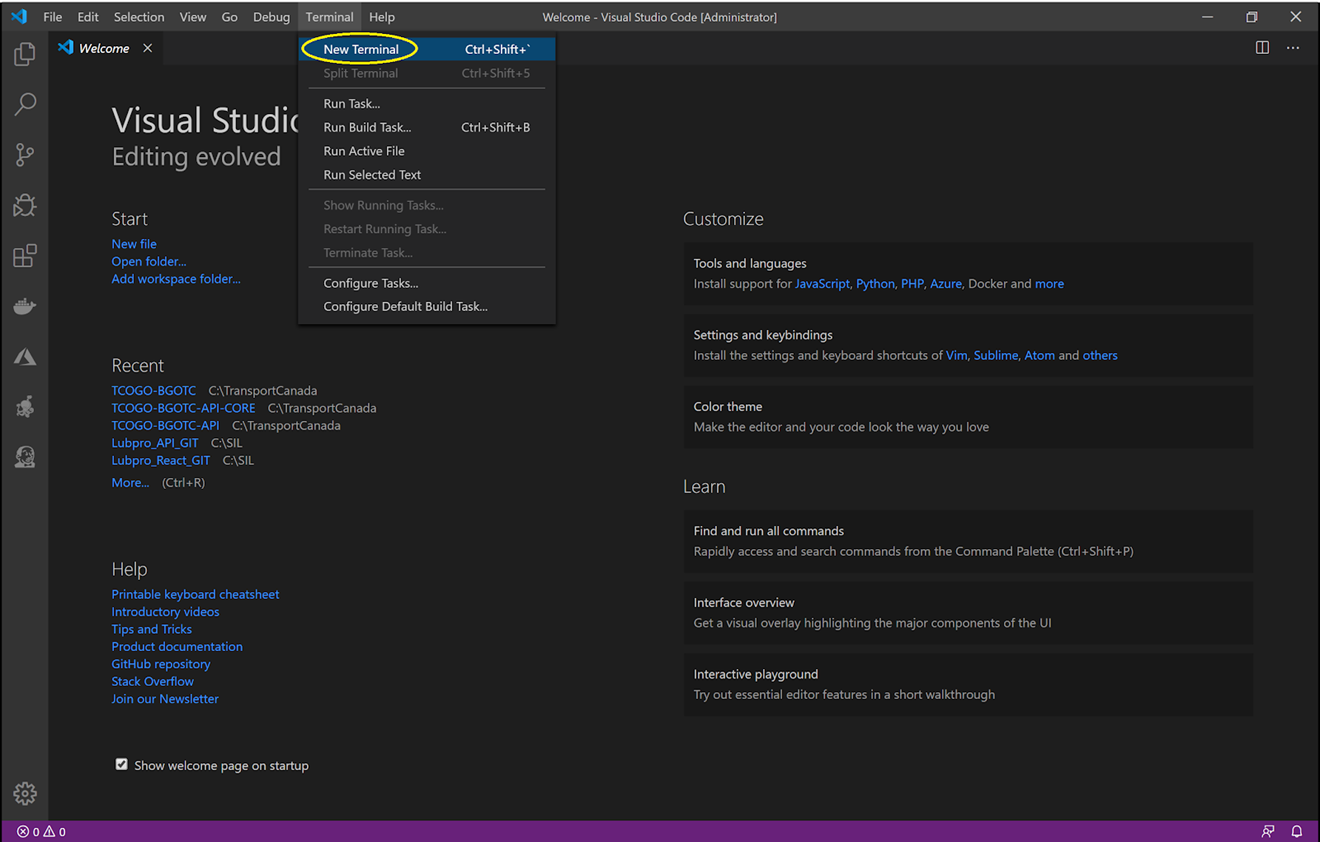 File Edit Selection View Go Debug Terminal Help Welcome - Visual Studio Code [Administrator]
Welcome
New Terminal Ctrl+Shift+`
Split Terminal Ctrl+Shift+5
Run Task...
Run Build Task... Ctrl+Shift+B
Run Active File
Run Selected Text
Show Running Tasks...
Restart Running Task...
Terminate Task...
Configure Tasks...
Configure Default Build Task...
Visual Studio
Editing evolved
Start
New file
Open folder...
Add workspace folder...
Recent
TCOGO-BGOTC C:\TransportCanada
TCOGO-BGOTC-API-CORE C:\TransportCanada
TCOGO-BGOTC-API C:\TransportCanada
Lubpro_API_GIT C:\SIL
Lubpro_React_GIT C:\SIL
More... (Ctrl+R)
Help
Printable keyboard cheatsheet
Introductory videos
Tips and Tricks
Product documentation
GitHub repository
Stack Overflow
Join our Newsletter
Show welcome page on startup
Customize
Tools and languages
Install support for JavaScript, Python, PHP, Azure, Docker and more
Settings and keybindings
Install the settings and keyboard shortcuts of Vim, Sublime, Atom and others
Color theme
Make the editor and your code look the way you love
Learn
Find and run all commands
Rapidly access and search commands from the Command Palette (Ctrl+Shift+P)
Interface overview
Get a visual overlay highlighting the major components of the UI
Interactive playground
Try out essential editor features in a short walkthrough
0 0